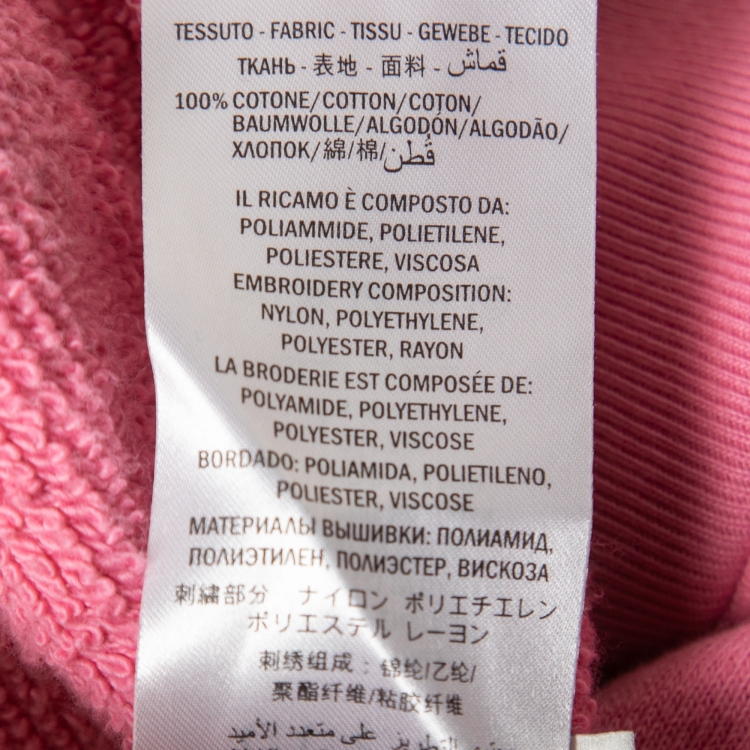 TESSUTO - FABRIC - TISSU - GEWEBE - TECIDO
ТКАНЬ - 表地 - 面料 - قماش
100% COTONE/COTTON/COTON/
BAUMWOLLE/ALGODÓN/ALGODÃO/
ХЛОПОК/綿/棉/قُطن
IL RICAMO È COMPOSTO DA:
POLIAMMIDE, POLIETILENE,
POLIESTERE, VISCOSA
EMBROIDERY COMPOSITION:
NYLON, POLYETHYLENE,
POLYESTER, RAYON
LA BRODERIE EST COMPOSÉE DE:
POLYAMIDE, POLYETHYLENE,
POLYESTER, VISCOSE
BORDADO: POLIAMIDA, POLIETILENO,
POLIESTER, VISCOSE
МАТЕРИАЛЫ ВЫШИВКИ: ПОЛИАМИД,
ПОЛИЭТИЛЕН, ПОЛИЭСТЕР, ВИСКОЗА
刺繍部分 ナイロン ポリエチエレン
ポリエステル レーヨン
刺绣组成：锦纶/乙纶/
聚酯纤维/粘胶纤维
التطريز على متعدد الأميد